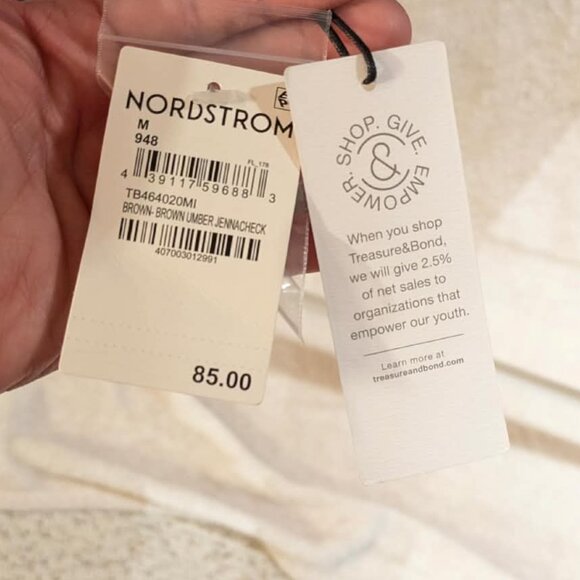 NORDSTROM
M
948
FL_178
4 39117 59688 3
TB464020MI
BROWN- BROWN UMBER JENNACHECK
407003012991
85.00
SHOP. GIVE. EMPOWER.
&
When you shop
Treasure&Bond,
we will give 2.5%
of net sales to
organizations that
empower our youth.
Learn more at
treasureandbond.com